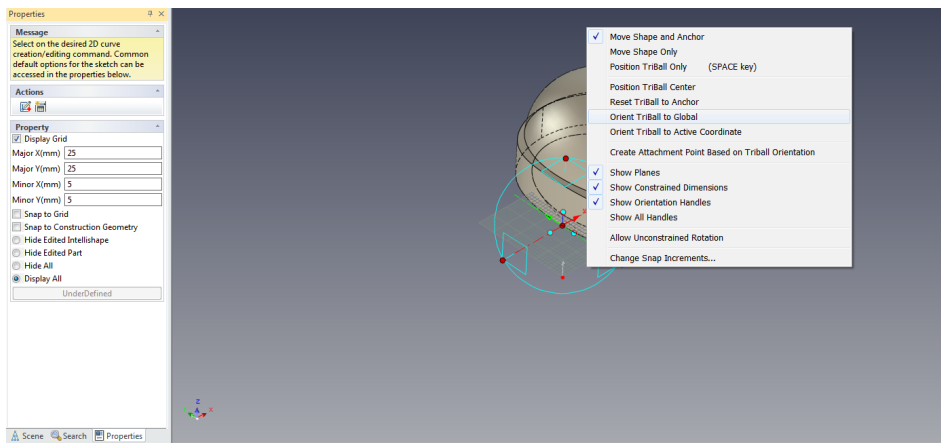 Properties
Message
Select on the desired 2D curve
creation/editing command. Common
default options for the sketch can be
accessed in the properties below.
Actions
Property
Display Grid
Major X(mm) 25
Major Y(mm) 25
Minor X(mm) 5
Minor Y(mm) 5
Snap to Grid
Snap to Construction Geometry
Hide Edited Intellishape
Hide Edited Part
Hide All
Display All
UnderDefined
Scene Search Properties
Move Shape and Anchor
Move Shape Only
Position TriBall Only (SPACE key)
Position TriBall Center
Reset TriBall to Anchor
Orient TriBall to Global
Orient Triball to Active Coordinate
Create Attachment Point Based on Triball Orientation
Show Planes
Show Constrained Dimensions
Show Orientation Handles
Show All Handles
Allow Unconstrained Rotation
Change Snap Increments...
X
Z
X